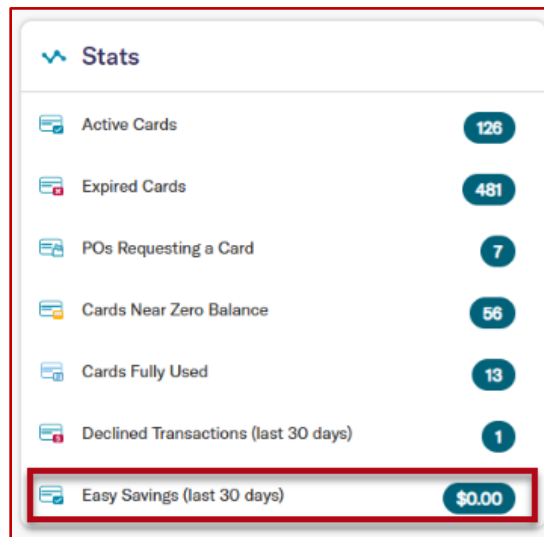 Stats
Active Cards 126
Expired Cards 481
POs Requesting a Card 7
Cards Near Zero Balance 56
Cards Fully Used 13
Declined Transactions (last 30 days) 1
Easy Savings (last 30 days) $0.00